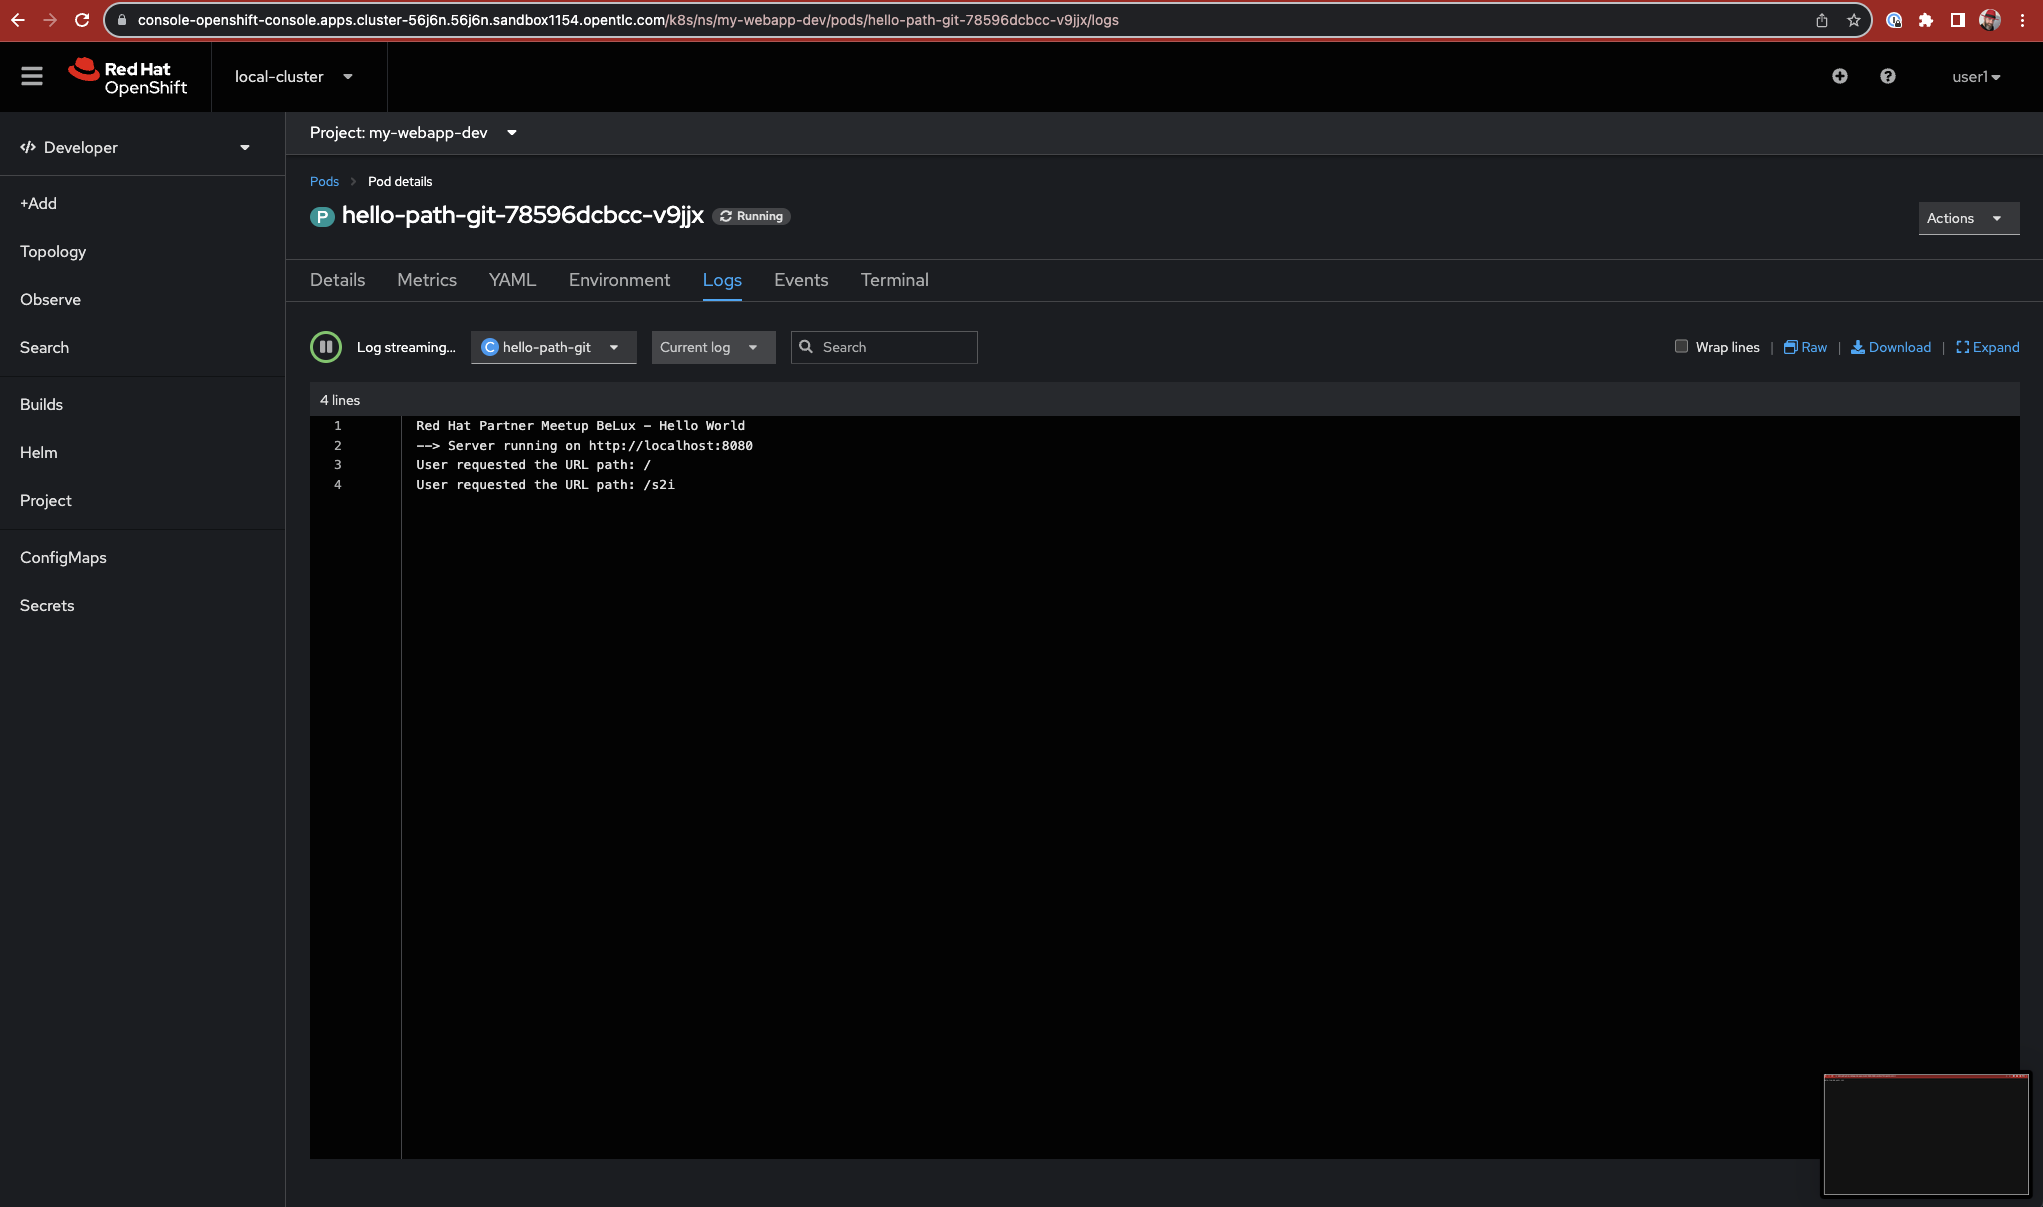 console-openshift-console.apps.cluster-56j6n.56j6n.sandbox1154.opentlc.com/k8s/ns/my-webapp-dev/pods/hello-path-git-78596dcbcc-v9jjx/logs
Red Hat
OpenShift
local-cluster
user1
Developer
+Add
Topology
Observe
Search
Builds
Helm
Project
ConfigMaps
Secrets
Project: my-webapp-dev
Pods Pod details
P hello-path-git-78596dcbcc-v9jjx Running
Actions
Details Metrics YAML Environment Logs Events Terminal
Log streaming... C hello-path-git Current log Search Wrap lines | Raw | Download | Expand
4 lines
1 Red Hat Partner Meetup BeLux - Hello World
2 --> Server running on http://localhost:8080
3 User requested the URL path: /
4 User requested the URL path: /s2i